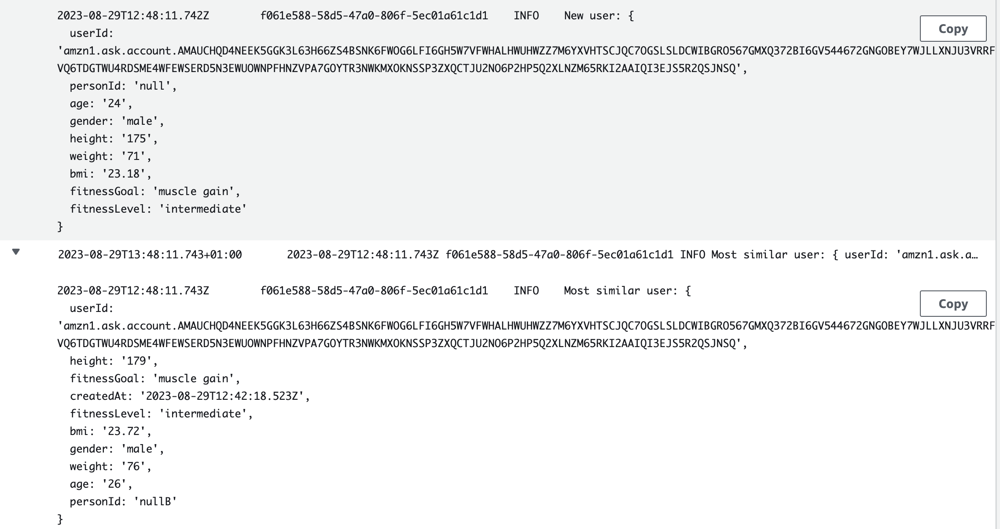 2023-08-29T12:48:11.742Z f061e588-58d5-47a0-806f-5ec01a61c1d1 INFO New user: {
Copy
userId:
'amzn1.ask.account.AMAUCHQD4NEEK5GGK3L63H66ZS4BSNK6FWOG6LFI6GH5W7VFWHALHWUHWZZ7M6YXVHTSCJQC7OGSLSLDCWIBGRO567GMXQ372BI6GV544672GNGOBEY7WJLLXNJU3VRRF
VQ6TDGTWU4RDSME4WFEWSERD5N3EWUOWNPFHNZVPA7GOYTR3NWKMXOKNSSP3ZXQCTJU2NO6P2HP5Q2XLNZM65RKI2AAIQI3EJS5R2QSJNSQ',
personId: 'null',
age: '24',
gender: 'male',
height: '175',
weight: '71',
bmi: '23.18',
fitnessGoal: 'muscle gain',
fitnessLevel: 'intermediate'
}
2023-08-29T13:48:11.743+01:00 2023-08-29T12:48:11.743Z f061e588-58d5-47a0-806f-5ec01a61c1d1 INFO Most similar user: { userId: 'amzn1.ask.a…
2023-08-29T12:48:11.743Z f061e588-58d5-47a0-806f-5ec01a61c1d1 INFO Most similar user: {
Copy
userId:
'amzn1.ask.account.AMAUCHQD4NEEK5GGK3L63H66ZS4BSNK6FWOG6LFI6GH5W7VFWHALHWUHWZZ7M6YXVHTSCJQC7OGSLSLDCWIBGRO567GMXQ372BI6GV544672GNGOBEY7WJLLXNJU3VRRF
VQ6TDGTWU4RDSME4WFEWSERD5N3EWUOWNPFHNZVPA7GOYTR3NWKMXOKNSSP3ZXQCTJU2NO6P2HP5Q2XLNZM65RKI2AAIQI3EJS5R2QSJNSQ',
height: '179',
fitnessGoal: 'muscle gain',
createdAt: '2023-08-29T12:42:18.523Z',
fitnessLevel: 'intermediate',
bmi: '23.72',
gender: 'male',
weight: '76',
age: '26',
personId: 'nullB'
}